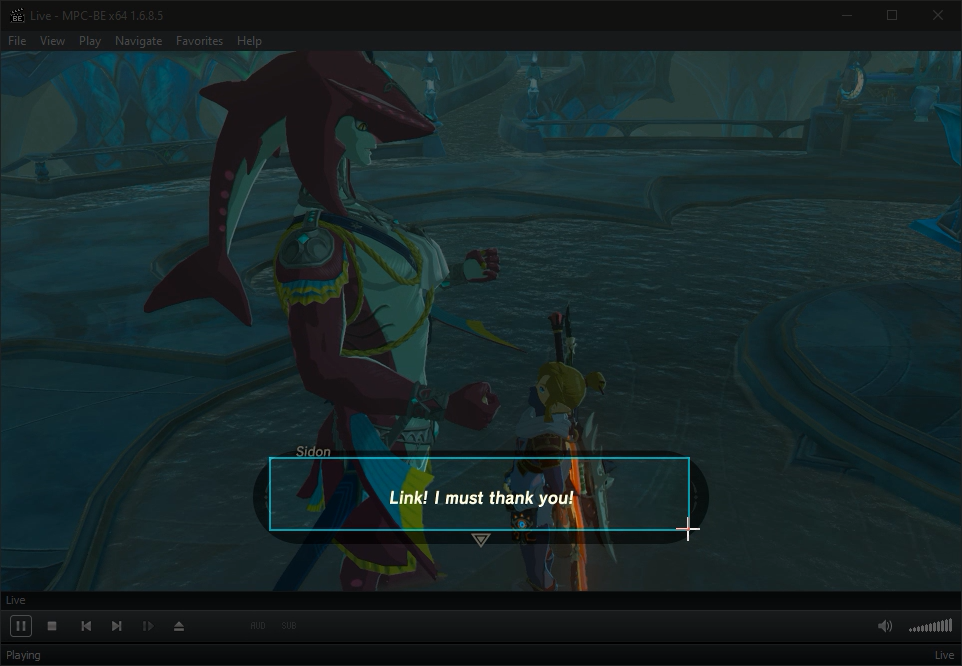 Live - MPC-BE x64 1.6.8.5
File View Play Navigate Favorites Help
Sidon
Link! I must thank you!
Live
AUD SUB
Playing
Live